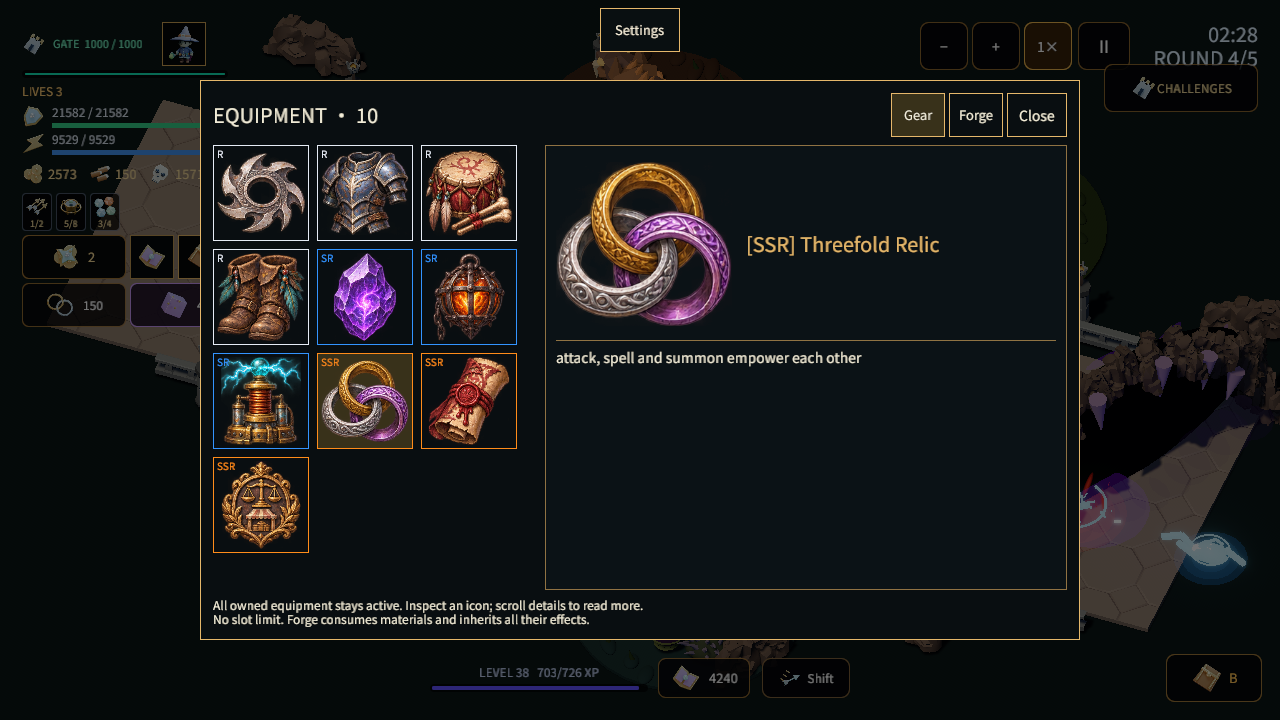 Settings
GATE 1000 / 1000
− + 1× II
02:28
ROUND 4/5
CHALLENGES
LIVES 3
21582 / 21582
9529 / 9529
2573 150 157
1/2 5/8 3/4
2
150
EQUIPMENT • 10
Gear Forge Close
R R R
R SR SR
SR SSR SSR
SSR
[SSR] Threefold Relic
attack, spell and summon empower each other
All owned equipment stays active. Inspect an icon; scroll details to read more.
No slot limit. Forge consumes materials and inherits all their effects.
LEVEL 38 703/726 XP
4240
Shift
B